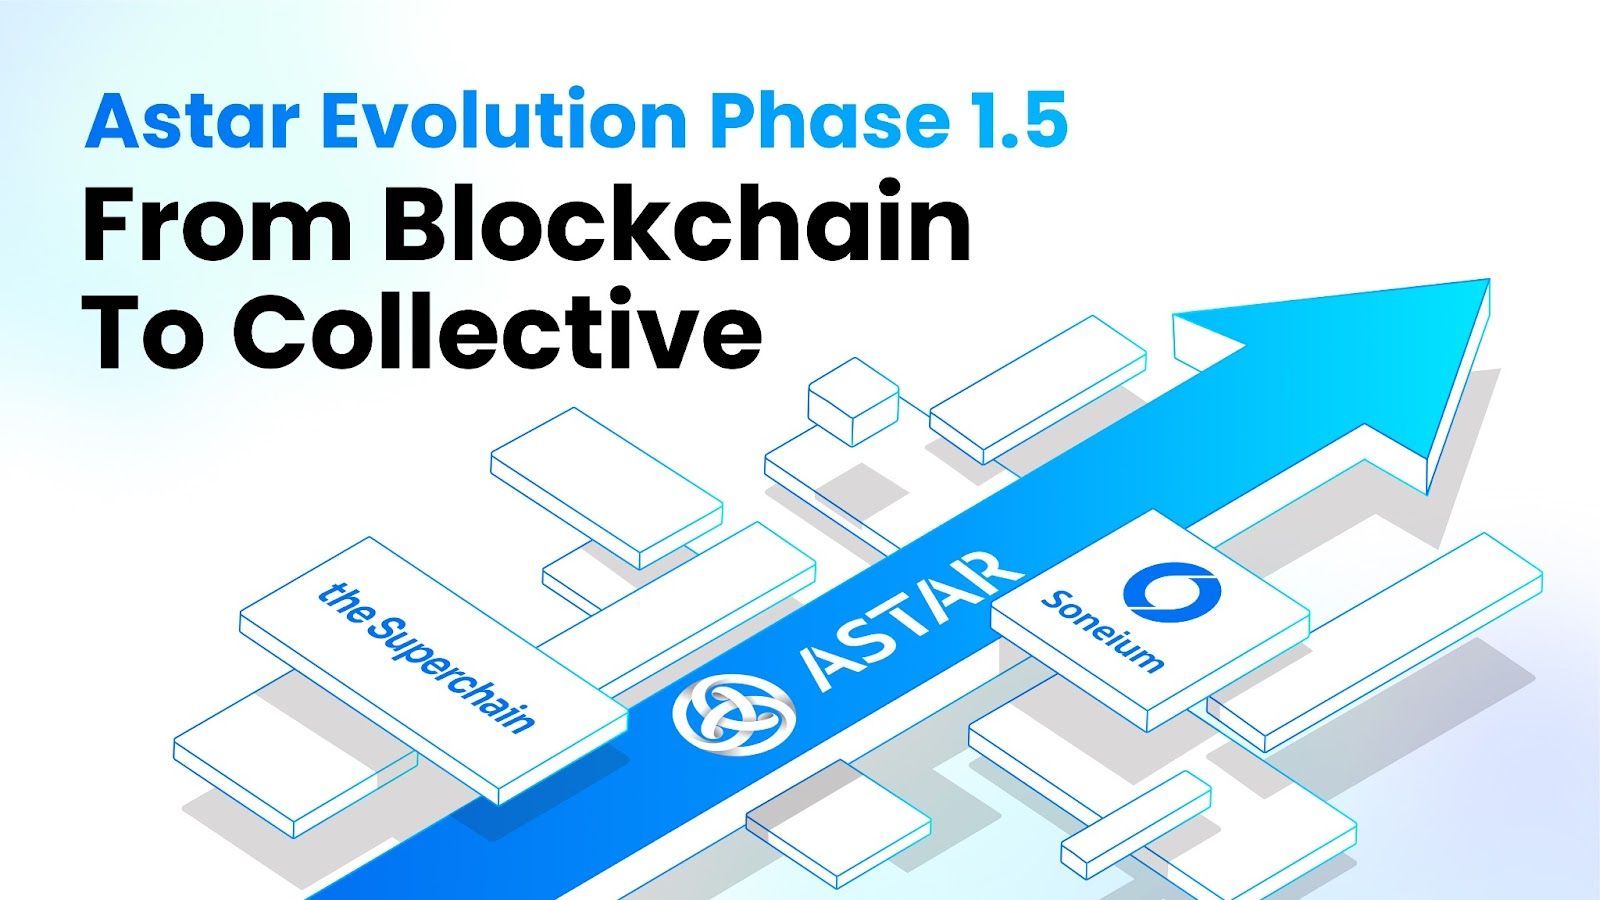 Astar Evolution Phase 1.5
From Blockchain
To Collective
the Superchain
ASTAR
Soneium